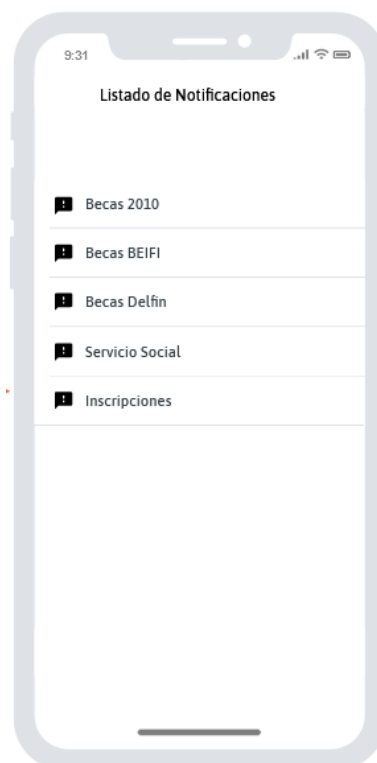 9:31
Listado de Notificaciones
Becas 2010
Becas BEIFI
Becas Delfin
Servicio Social
Inscripciones